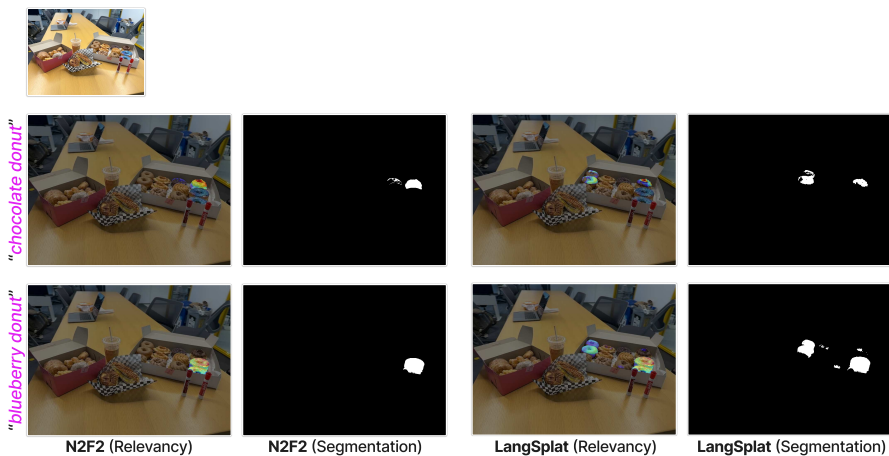 "chocolate donut"
"blueberry donut"
N2F2 (Relevancy)
N2F2 (Segmentation)
LangSplat (Relevancy)
LangSplat (Segmentation)